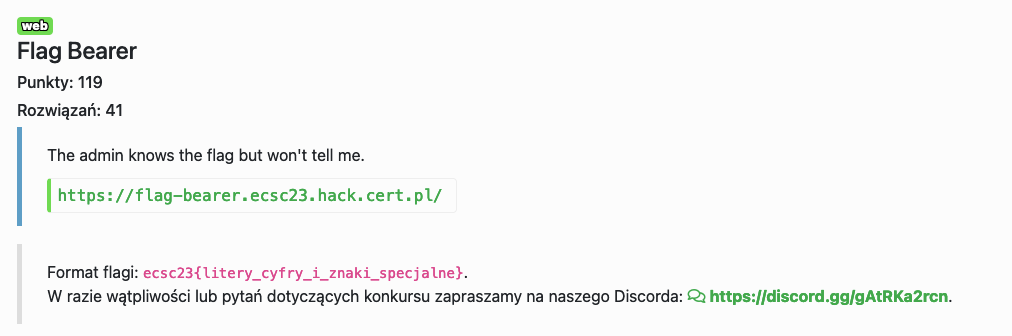 web
Flag Bearer
Punkty: 119
Rozwiązań: 41
The admin knows the flag but won't tell me.
https://flag-bearer.ecsc23.hack.cert.pl/
Format flagi: ecsc23{litery_cyfry_i_znaki_specjalne}.
W razie wątpliwości lub pytań dotyczących konkursu zapraszamy na naszego Discorda: https://discord.gg/gAtRKa2rcn.